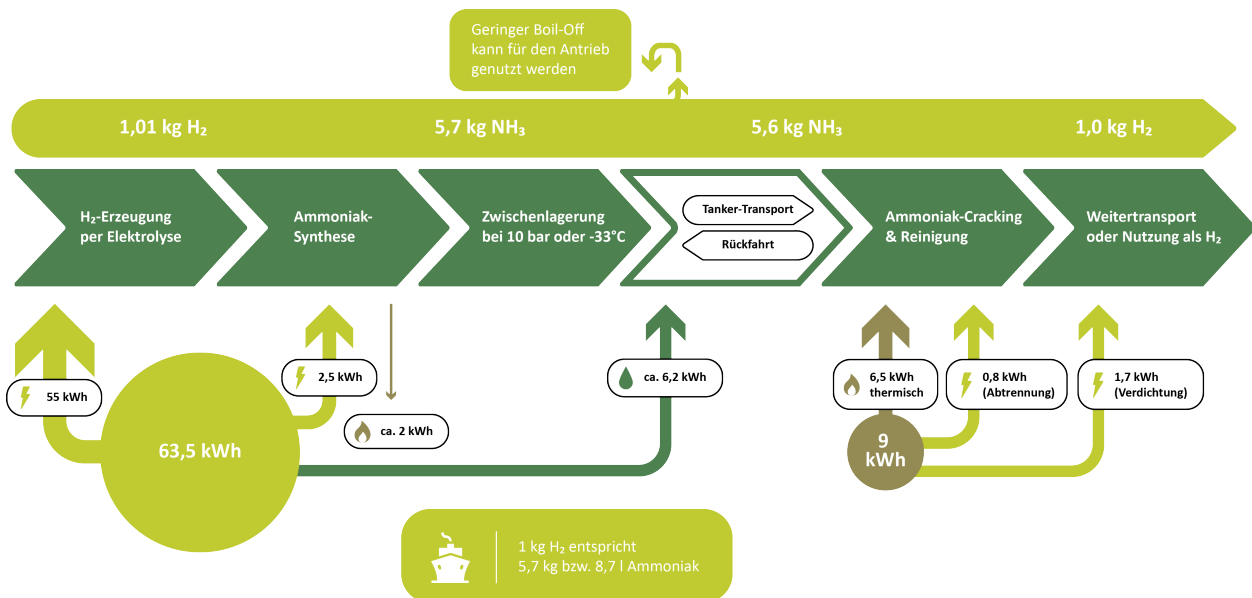 Geringer Boil-Off
kann für den Antrieb
genutzt werden
1,01 kg H₂
5,7 kg NH₃
5,6 kg NH₃
1,0 kg H₂
H₂-Erzeugung
per Elektrolyse
Ammoniak-
Synthese
Zwischenlagerung
bei 10 bar oder -33°C
Tanker-Transport
Rückfahrt
Ammoniak-Cracking
& Reinigung
Weitertransport
oder Nutzung als H₂
55 kWh
2,5 kWh
ca. 2 kWh
ca. 6,2 kWh
6,5 kWh
thermisch
0,8 kWh
(Abtrennung)
1,7 kWh
(Verdichtung)
63,5 kWh
9
kWh
1 kg H₂ entspricht
5,7 kg bzw. 8,7 l Ammoniak